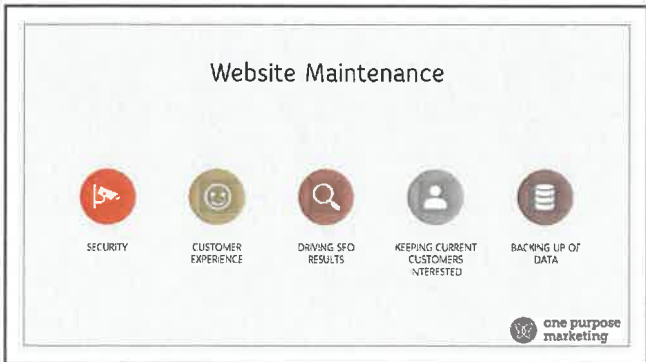 Website Maintenance
SECURITY
CUSTOMER
EXPERIENCE
DRIVING SEO
RESULTS
KEEPING CURRENT
CUSTOMERS
INTERESTED
BACKING UP OF
DATA
one purpose
marketing